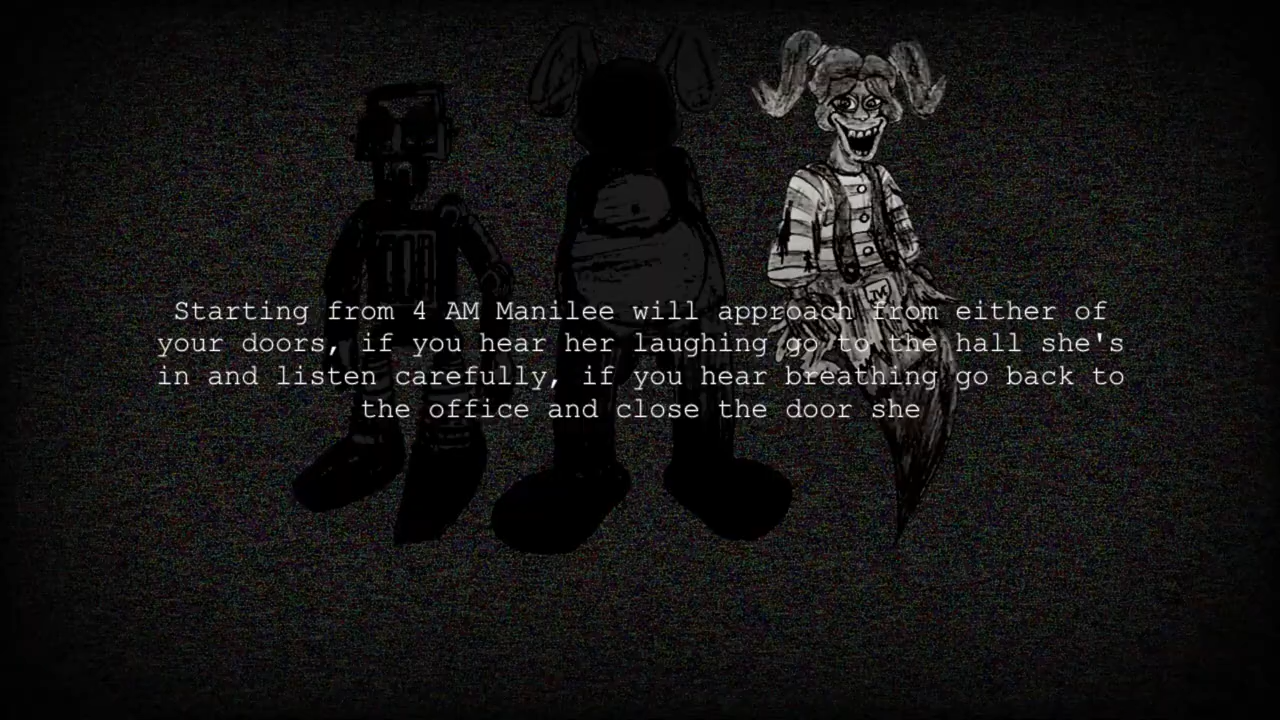 Starting from 4 AM Manilee will approach from either of
your doors, if you hear her laughing go to the hall she's
in and listen carefully, if you hear breathing go back to
the office and close the door she